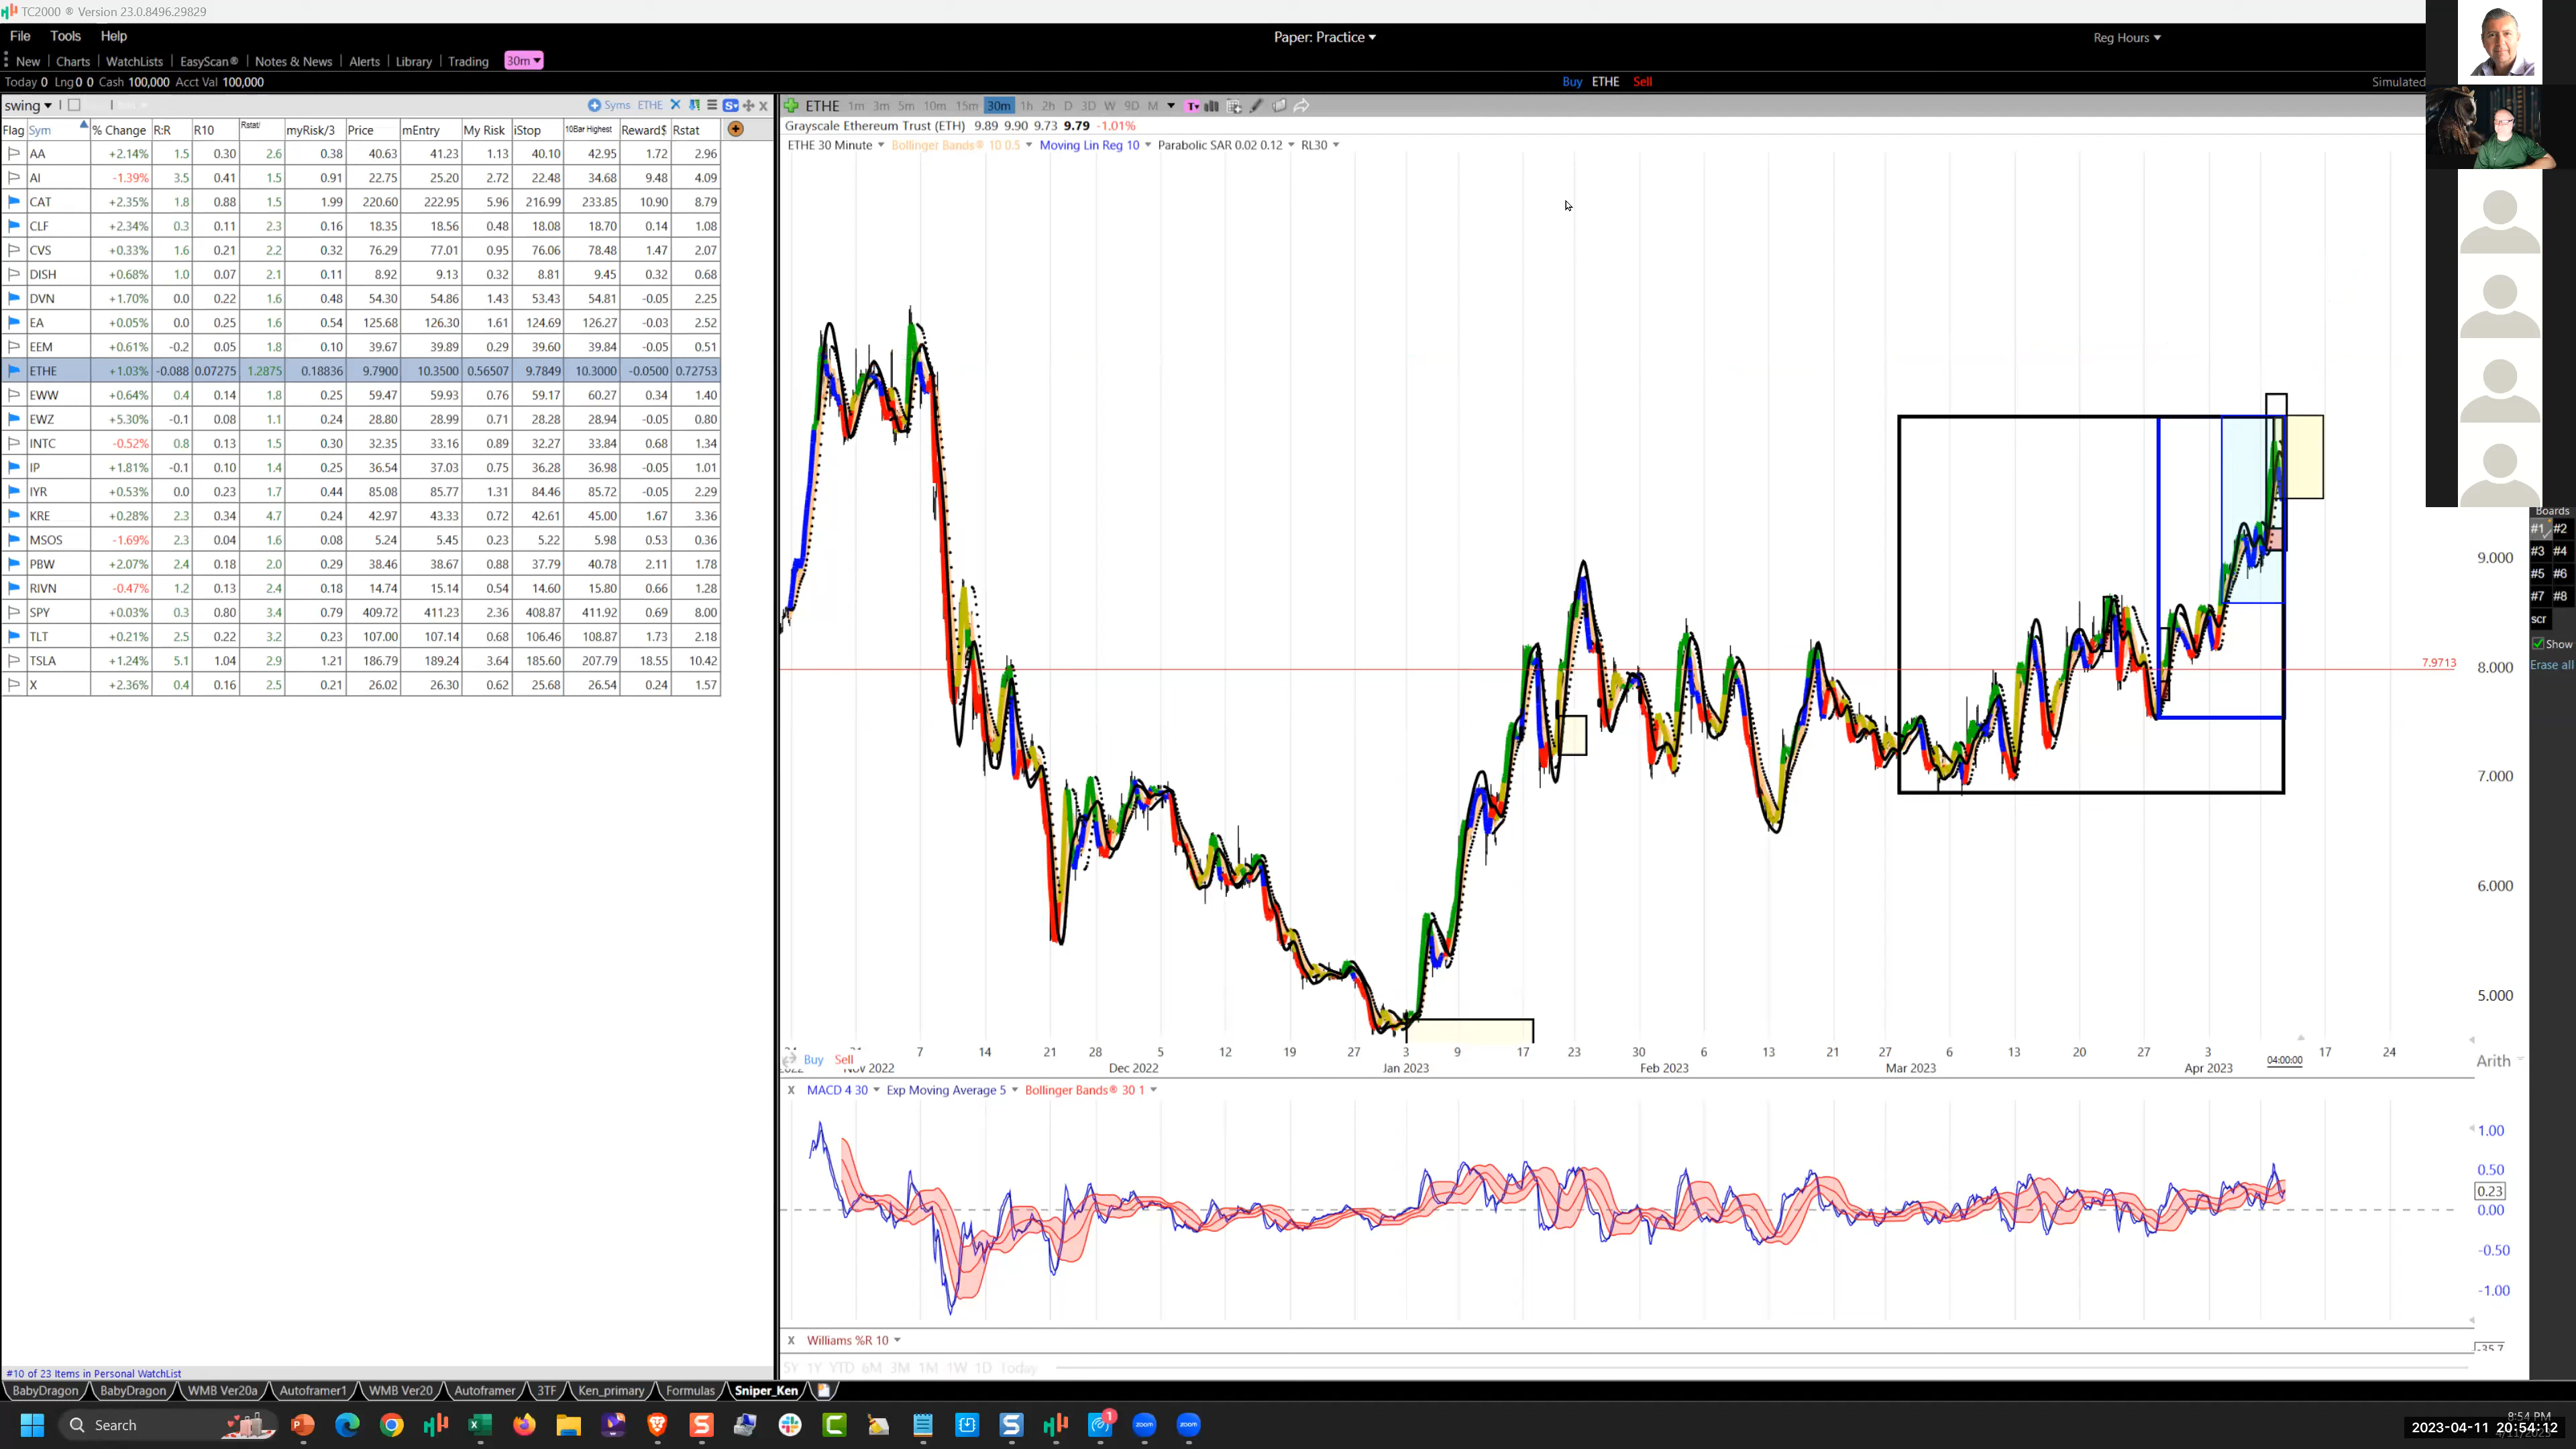 TC2000 ® Version 23.0.8496.29829
File Tools Help
Paper: Practice
Reg Hours
New Charts WatchLists EasyScan® Notes & News Alerts Library Trading 30m
Today 0 Lng 0 0 Cash 100,000 Acct Val 100,000
Buy ETHE Sell
Simulated
swing
Syms ETHE
Flag Sym % Change R:R R10 Rstat/ myRisk/3 Price mEntry My Risk iStop 10Bar Highest Reward$ Rstat
AA +2.14% 1.5 0.30 2.6 0.38 40.63 41.23 1.13 40.10 42.95 1.72 2.96
AI -1.39% 3.5 0.41 1.5 0.91 22.75 25.20 2.72 22.48 34.68 9.48 4.09
CAT +2.35% 1.8 0.88 1.5 1.99 220.60 222.95 5.96 216.99 233.85 10.90 8.79
CLF +2.34% 0.3 0.11 2.3 0.16 18.35 18.56 0.48 18.08 18.70 0.14 1.08
CVS +0.33% 1.6 0.21 2.2 0.32 76.29 77.01 0.95 76.06 78.48 1.47 2.07
DISH +0.68% 1.0 0.07 2.1 0.11 8.92 9.13 0.32 8.81 9.45 0.32 0.68
DVN +1.70% 0.0 0.22 1.6 0.48 54.30 54.86 1.43 53.43 54.81 -0.05 2.25
EA +0.05% 0.0 0.25 1.6 0.54 125.68 126.30 1.61 124.69 126.27 -0.03 2.52
EEM +0.61% -0.2 0.05 1.8 0.10 39.67 39.89 0.29 39.60 39.84 -0.05 0.51
ETHE +1.03% -0.088 0.07275 1.2875 0.18836 9.7900 10.3500 0.56507 9.7849 10.3000 -0.0500 0.72753
EWW +0.64% 0.4 0.14 1.8 0.25 59.47 59.93 0.76 59.17 60.27 0.34 1.40
EWZ +5.30% -0.1 0.08 1.1 0.24 28.80 28.99 0.71 28.28 28.94 -0.05 0.80
INTC -0.52% 0.8 0.13 1.5 0.30 32.35 33.16 0.89 32.27 33.84 0.68 1.34
IP +1.81% -0.1 0.10 1.4 0.25 36.54 37.03 0.75 36.28 36.98 -0.05 1.01
IYR +0.53% 0.0 0.23 1.7 0.44 85.08 85.77 1.31 84.46 85.72 -0.05 2.29
KRE +0.28% 2.3 0.34 4.7 0.24 42.97 43.33 0.72 42.61 45.00 1.67 3.36
MSOS -1.69% 2.3 0.04 1.6 0.08 5.24 5.45 0.23 5.22 5.98 0.53 0.36
PBW +2.07% 2.4 0.18 2.0 0.29 38.46 38.67 0.88 37.79 40.78 2.11 1.78
RIVN -0.47% 1.2 0.13 2.4 0.18 14.74 15.14 0.54 14.60 15.80 0.66 1.28
SPY +0.03% 0.3 0.80 3.4 0.79 409.72 411.23 2.36 408.87 411.92 0.69 8.00
TLT +0.21% 2.5 0.22 3.2 0.23 107.00 107.14 0.68 106.46 108.87 1.73 2.18
TSLA +1.24% 5.1 1.04 2.9 1.21 186.79 189.24 3.64 185.60 207.79 18.55 10.42
X +2.36% 0.4 0.16 2.5 0.21 26.02 26.30 0.62 25.68 26.54 0.24 1.57
#10 of 23 Items in Personal WatchList
ETHE 1m 3m 5m 10m 15m 30m 1h 2h D 3D W 9D M
Grayscale Ethereum Trust (ETH) 9.89 9.90 9.73 9.79 -1.01%
ETHE 30 Minute Bollinger Bands® 10 0.5 Moving Lin Reg 10 Parabolic SAR 0.02 0.12 RL30
9.000
7.9713
8.000
7.000
6.000
5.000
7 14 21 28 5 12 19 27 3 9 17 23 30 6 13 21 27 6 13 20 27 3 04:00:00 17 24
Buy Sell
Arith
Nov 2022 Dec 2022 Jan 2023 Feb 2023 Mar 2023 Apr 2023
X MACD 4 30 Exp Moving Average 5 Bollinger Bands® 30 1
1.00
0.50
0.23
0.00
-0.50
-1.00
X Williams %R 10
-35.7
5Y 1Y YTD 6M 3M 1M 1W 1D Today
Boards
#1 #2
#3 #4
#5 #6
#7 #8
scr
Show
Erase all
BabyDragon BabyDragon WMB Ver20a Autoframer1 WMB Ver20 Autoframer 3TF Ken_primary Formulas Sniper_Ken
Search
zoom
zoom
1
8:54 PM
2023-04-11 20:54:12